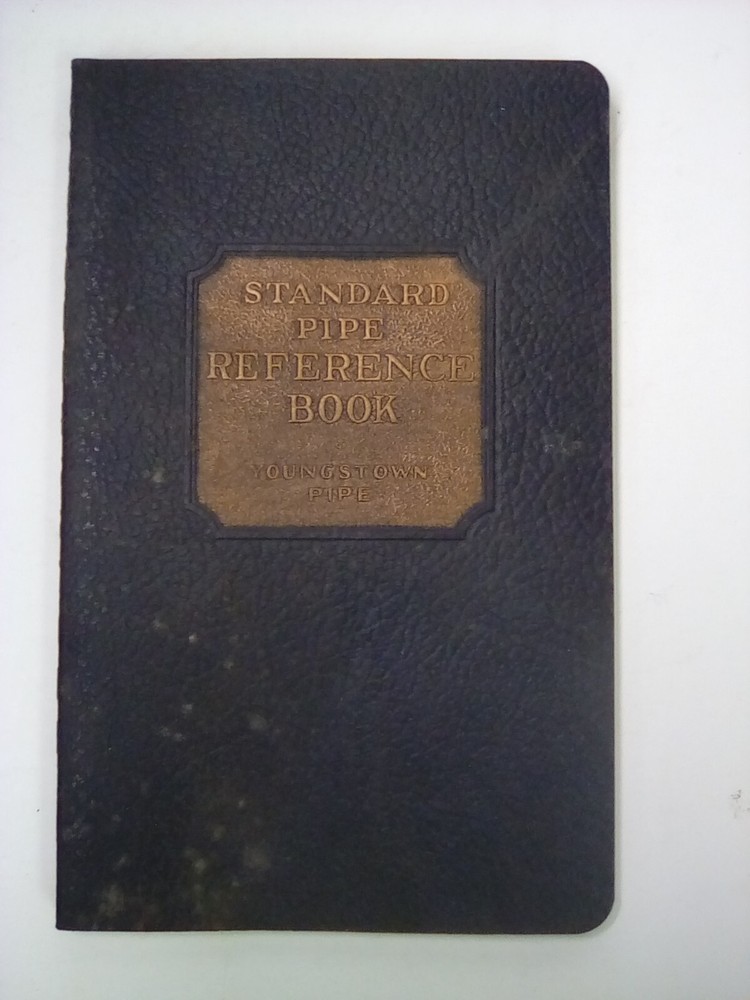 STANDARD
PIPE
REFERENCE
BOOK
YOUNGSTOWN
PIPE